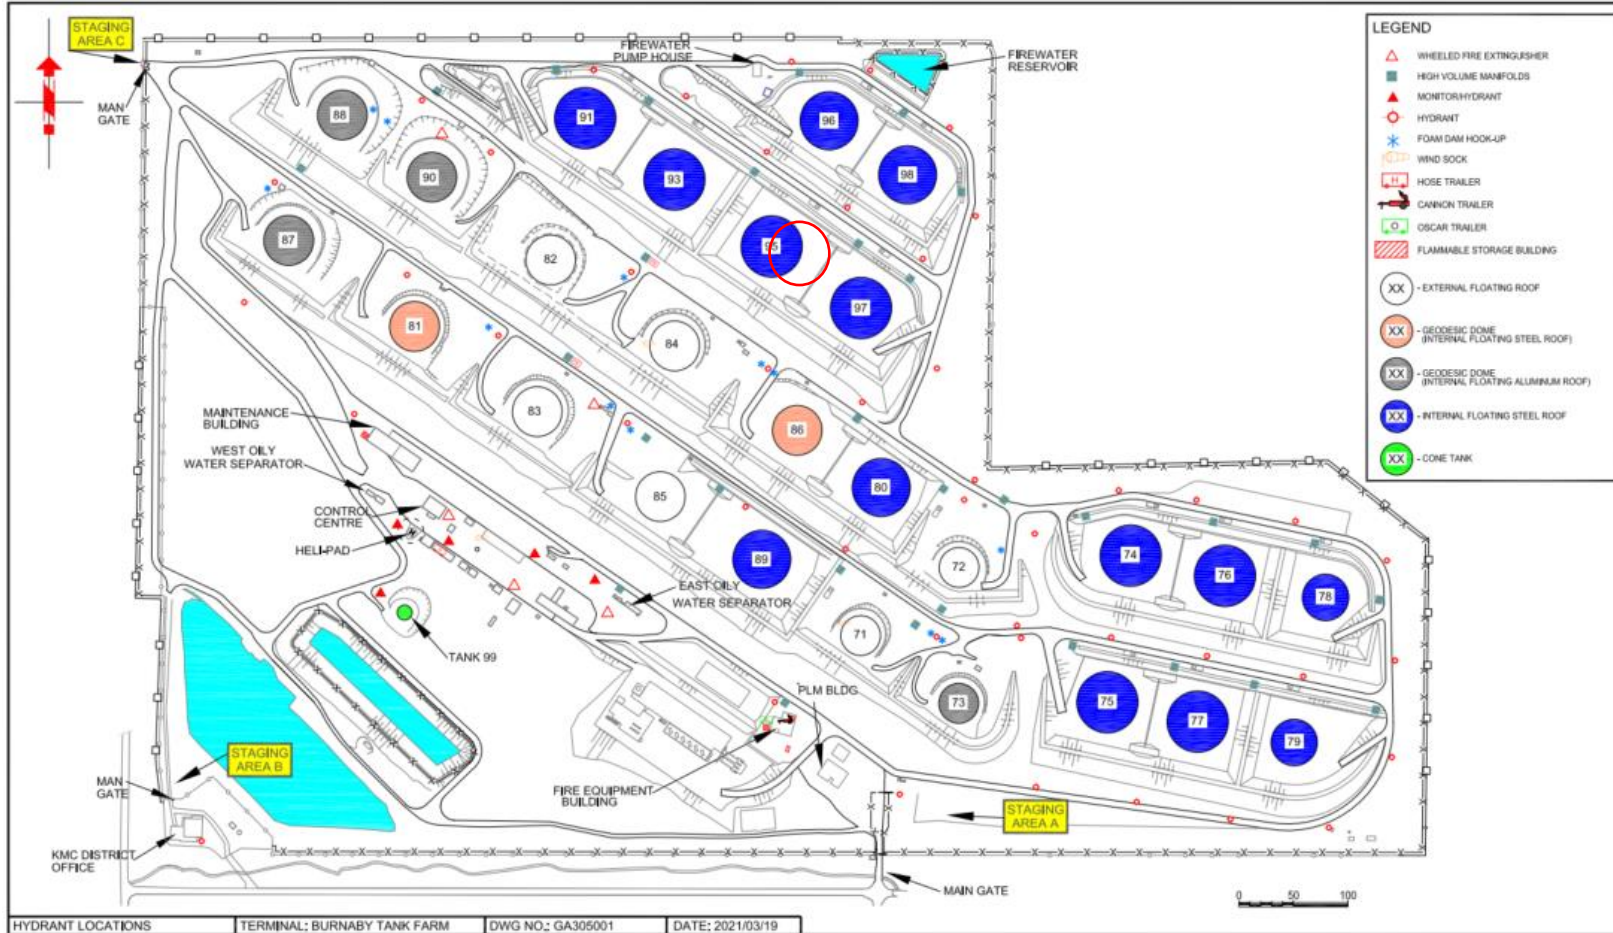 STAGING
AREA C
MAN
GATE
FIREWATER
PUMP HOUSE
FIREWATER
RESERVOIR
88
90
91
93
95
97
96
98
87
82
84
81
83
85
86
80
89
72
71
73
74
76
78
75
77
79
MAINTENANCE
BUILDING
WEST OILY
WATER SEPARATOR
CONTROL
CENTRE
HELI-PAD
EAST OILY
WATER SEPARATOR
TANK 99
PLM BLDG
FIRE EQUIPMENT
BUILDING
STAGING
AREA B
MAN
GATE
KMC DISTRICT
OFFICE
STAGING
AREA A
MAIN GATE
0 50 100
LEGEND
WHEELED FIRE EXTINGUISHER
HIGH VOLUME MANIFOLDS
MONITOR/HYDRANT
HYDRANT
FOAM DAM HOOK-UP
WIND SOCK
H HOSE TRAILER
CANNON TRAILER
O OSCAR TRAILER
FLAMMABLE STORAGE BUILDING
XX - EXTERNAL FLOATING ROOF
XX - GEODESIC DOME
(INTERNAL FLOATING STEEL ROOF)
XX - GEODESIC DOME
(INTERNAL FLOATING ALUMINUM ROOF)
XX - INTERNAL FLOATING STEEL ROOF
XX - CONE TANK
HYDRANT LOCATIONS TERMINAL: BURNABY TANK FARM DWG NO.: GA305001 DATE: 2021/03/19